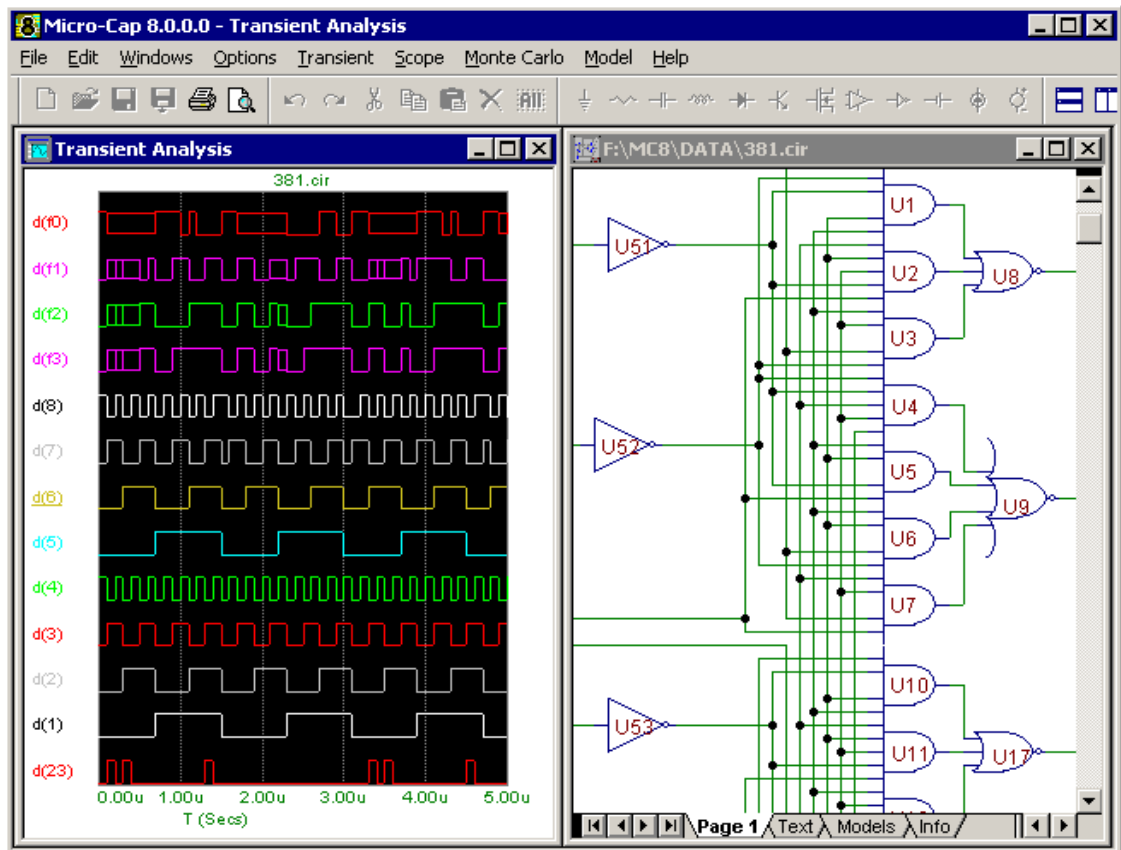 Micro-Cap 8.0.0.0 - Transient Analysis
File Edit Windows Options Transient Scope Monte Carlo Model Help
Transient Analysis
381.cir
d(f0)
d(f1)
d(f2)
d(f3)
d(8)
d(7)
d(6)
d(5)
d(4)
d(3)
d(2)
d(1)
d(23)
0.00u 1.00u 2.00u 3.00u 4.00u 5.00u
T (Secs)
F:\MC8\DATA\381.cir
U1
U51
U2
U8
U3
U4
U52
U5
U9
U6
U7
U10
U53
U11
U17
Page 1 Text Models Info